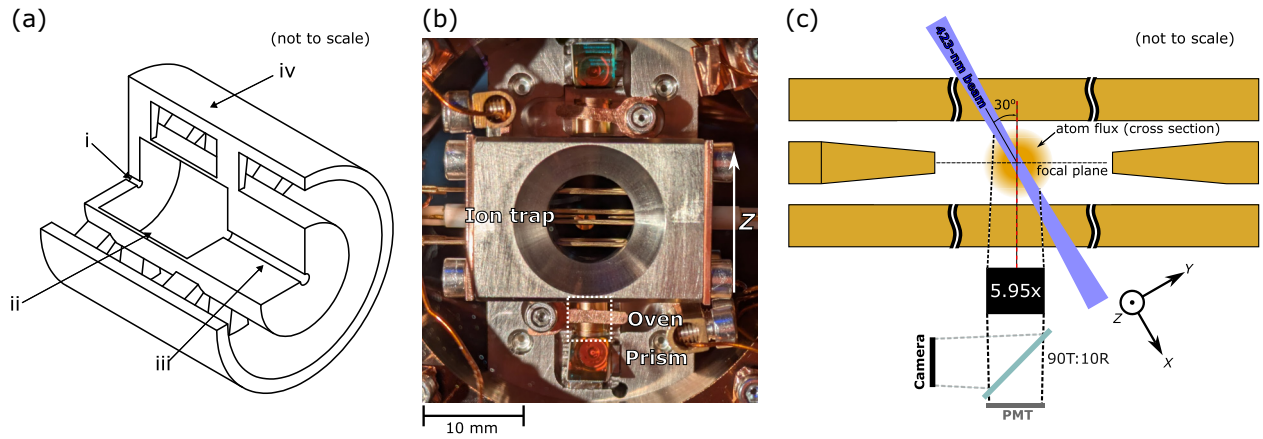 (a)
(not to scale)
iv
i
ii
iii
(b)
Ion trap
Z
Oven
Prism
10 mm
(c)
(not to scale)
423-nm beam
30°
atom flux (cross section)
focal plane
5.95x
Y
Z
X
Camera
90T:10R
PMT